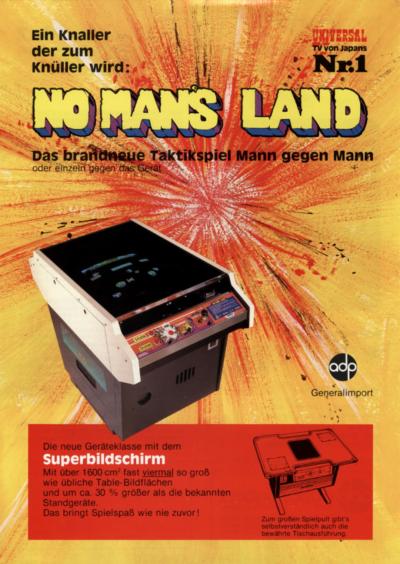 Ein Knaller
der zum
Knüller wird:
UNIVERSAL
TV von Japans
Nr.1
NO MAN'S LAND
Das brandneue Taktikspiel Mann gegen Mann
oder einzeln gegen das Gerät
adp
Generalimport
Die neue Geräteklasse mit dem
Superbildschirm
Mit über 1600 cm² fast viermal so groß
wie übliche Table-Bildflächen
und um ca. 30 % größer als die bekannten
Standgeräte.
Das bringt Spielspaß wie nie zuvor!
Zum großen Spielpult gibt's
selbstverständlich auch die
bewährte Tischausführung.